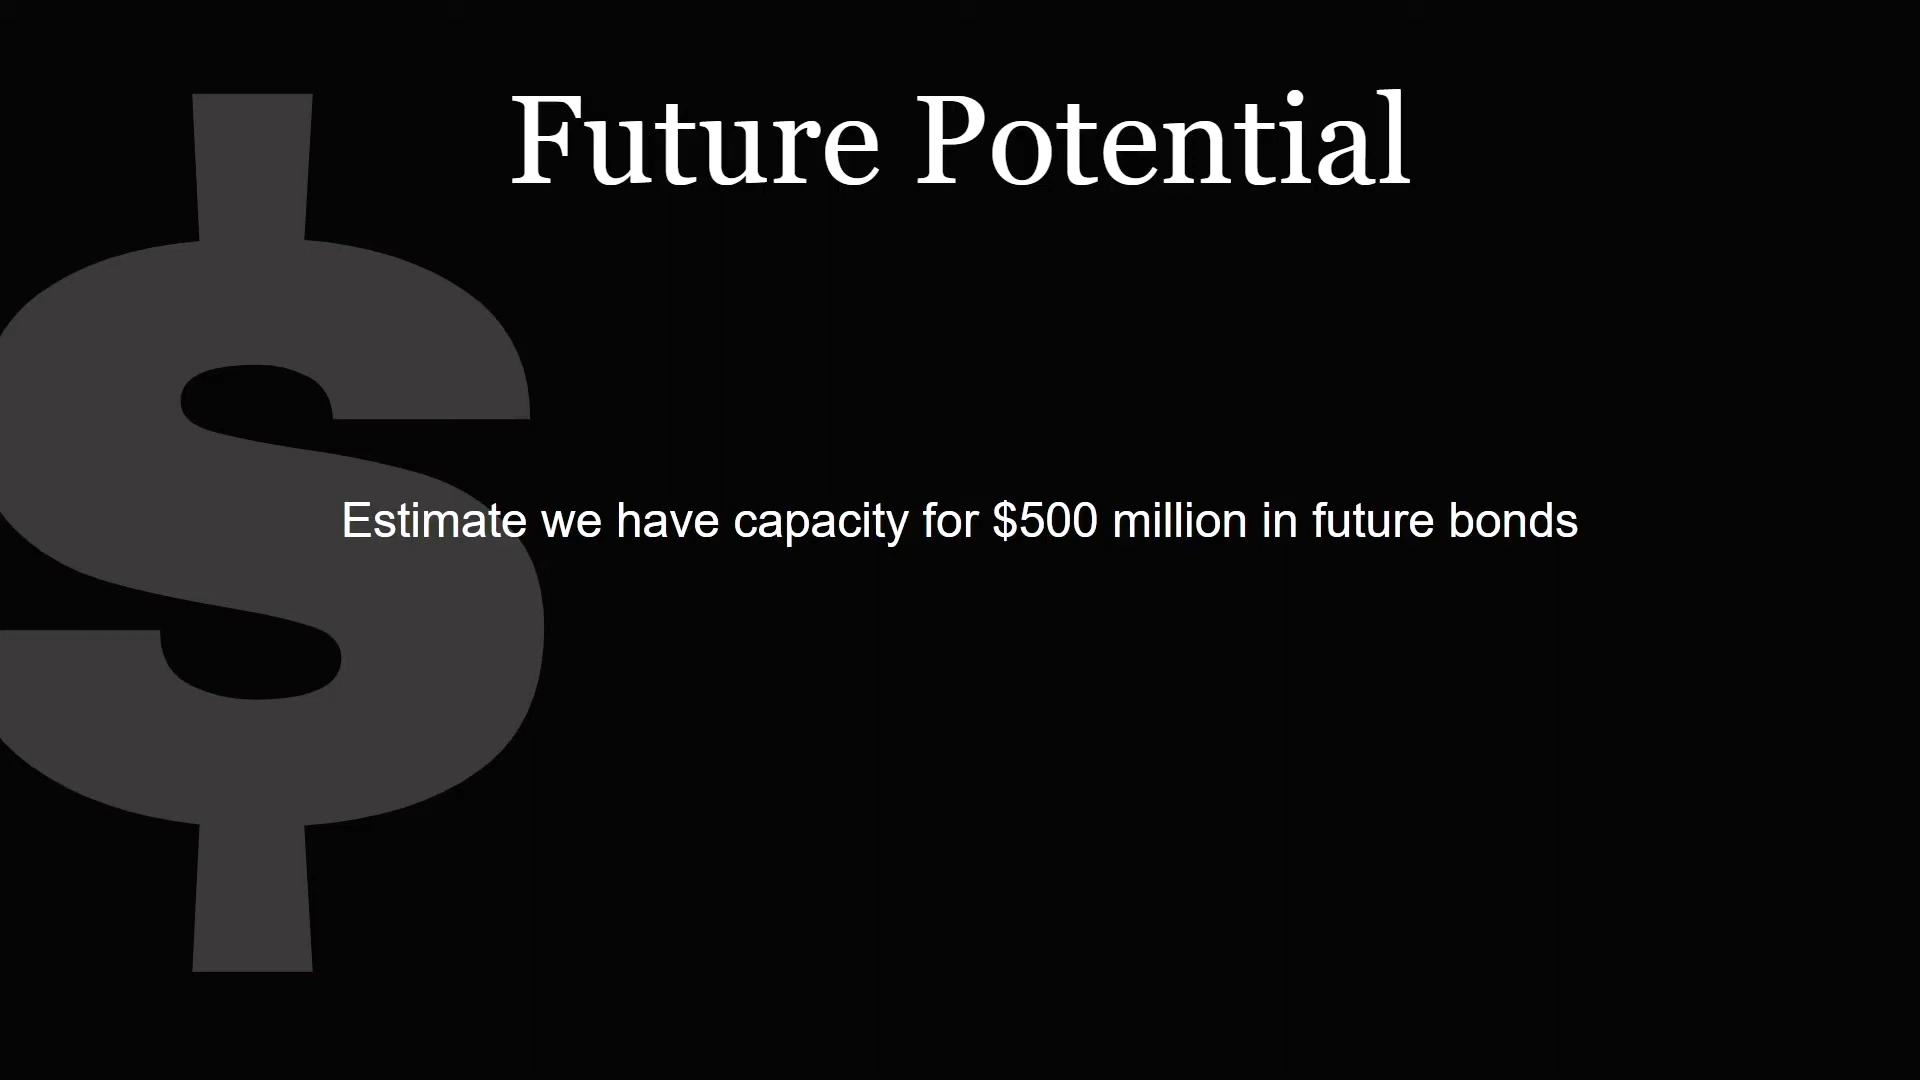 Future Potential
Estimate we have capacity for $500 million in future bonds